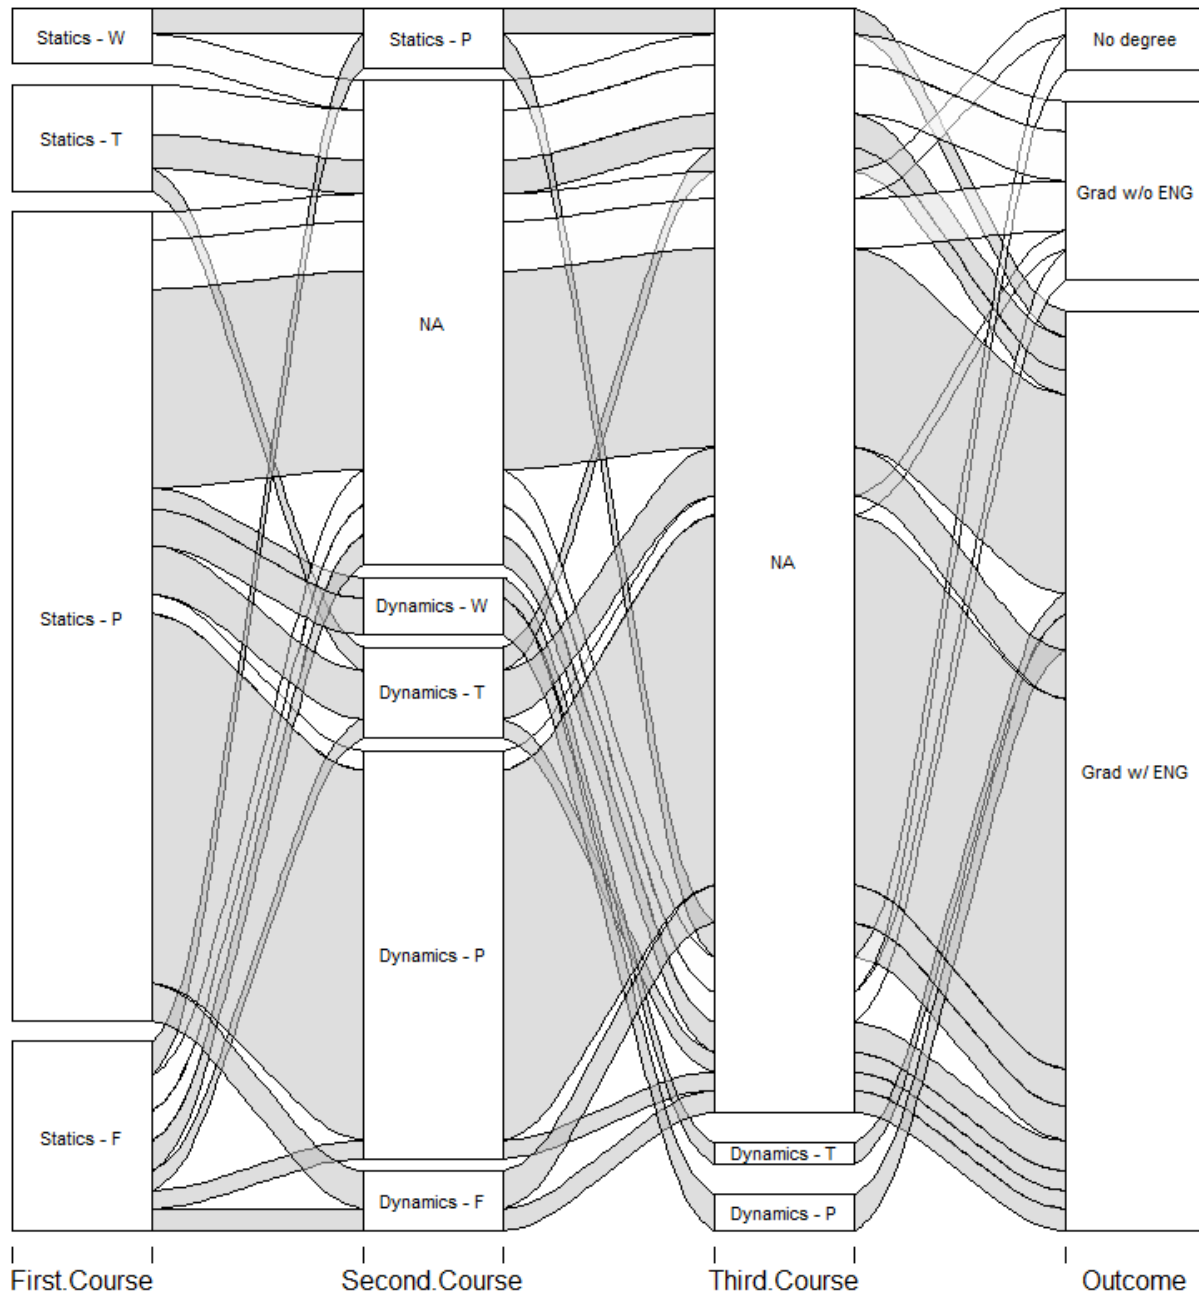 Statics - W
Statics - T
Statics - P
Statics - F
Statics - P
NA
Dynamics - W
Dynamics - T
Dynamics - P
Dynamics - F
NA
Dynamics - T
Dynamics - P
No degree
Grad w/o ENG
Grad w/ ENG
First.Course
Second.Course
Third.Course
Outcome